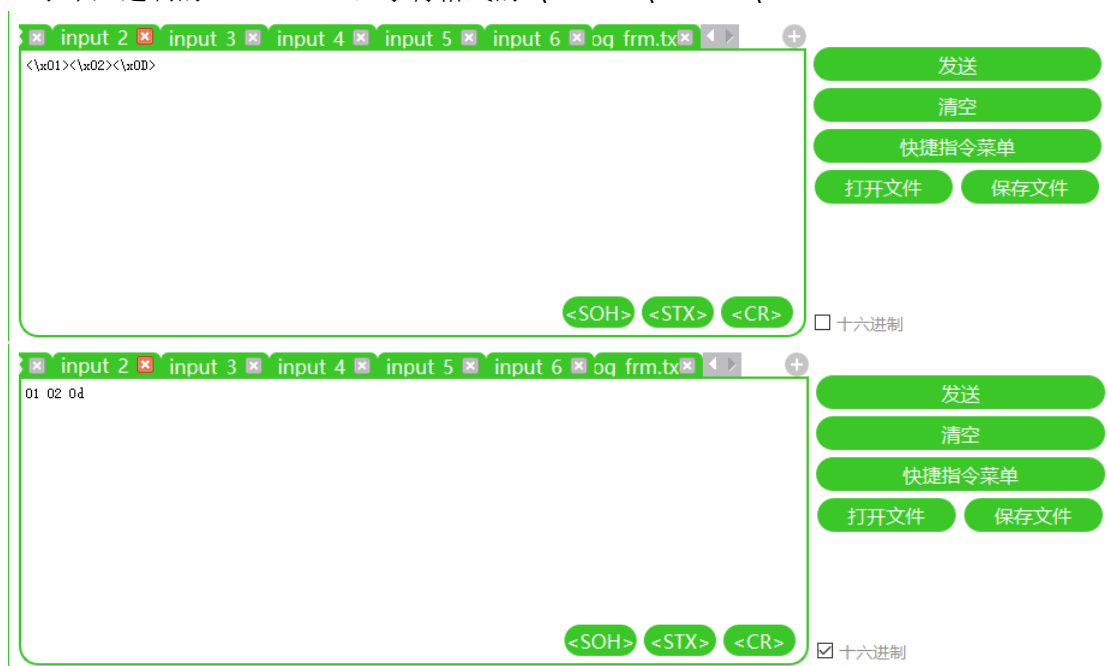 input 2 input 3 input 4 input 5 input 6 og frm.tx
<\x01><\x02><\x0D>
发送
清空
快捷指令菜单
打开文件 保存文件
<SOH> <STX> <CR>
十六进制
input 2 input 3 input 4 input 5 input 6 og frm.tx
01 02 0d
发送
清空
快捷指令菜单
打开文件 保存文件
<SOH> <STX> <CR>
十六进制